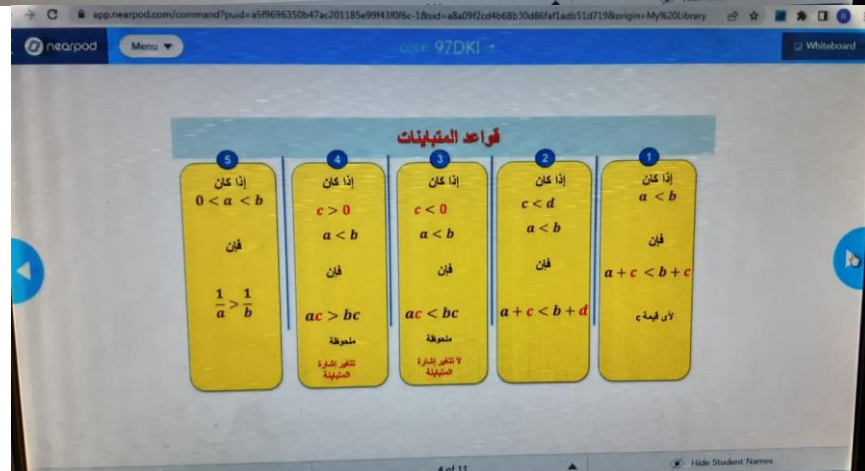 app.nearpod.com/command?puid=a5f9696350b47ac201185e99f43f0f6c-1&sid=a8a09f2cd4b68b30d86faf1adb51d719&origin=My%20Library
nearpod
Menu
CODE 97DKI
Whiteboard
قواعد المتباينات
1
إذا كان
a < b
فإن
a + c < b + c
لأي قيمة c
2
إذا كان
c < d
a < b
فإن
a + c < b + d
3
إذا كان
c < 0
a < b
فإن
ac < bc
ملحوظة
لا تتغير إشارة
المتباينة
4
إذا كان
c > 0
a < b
فإن
ac > bc
ملحوظة
تتغير إشارة
المتباينة
5
إذا كان
0 < a < b
فإن
1/a > 1/b
4 of 11
Hide Student Names